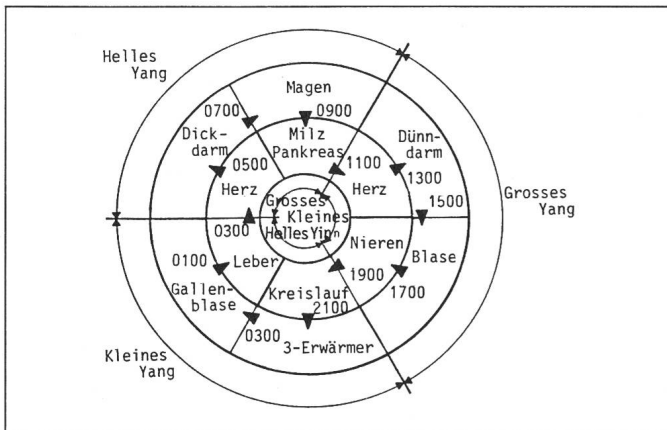 Helles
Yang
Magen
0700
0900
Dick-
darm
Milz
Pankreas
Dünn-
darm
0500
1100
1300
Herz
Grosses
Herz
1500
Grosses
Yang
Kleines
0300
Helles Yin
Nieren
Blase
0100
Leber
1900
1700
Gallen-
blase
Kreislauf
2100
0300
3-Erwärmer
Kleines
Yang